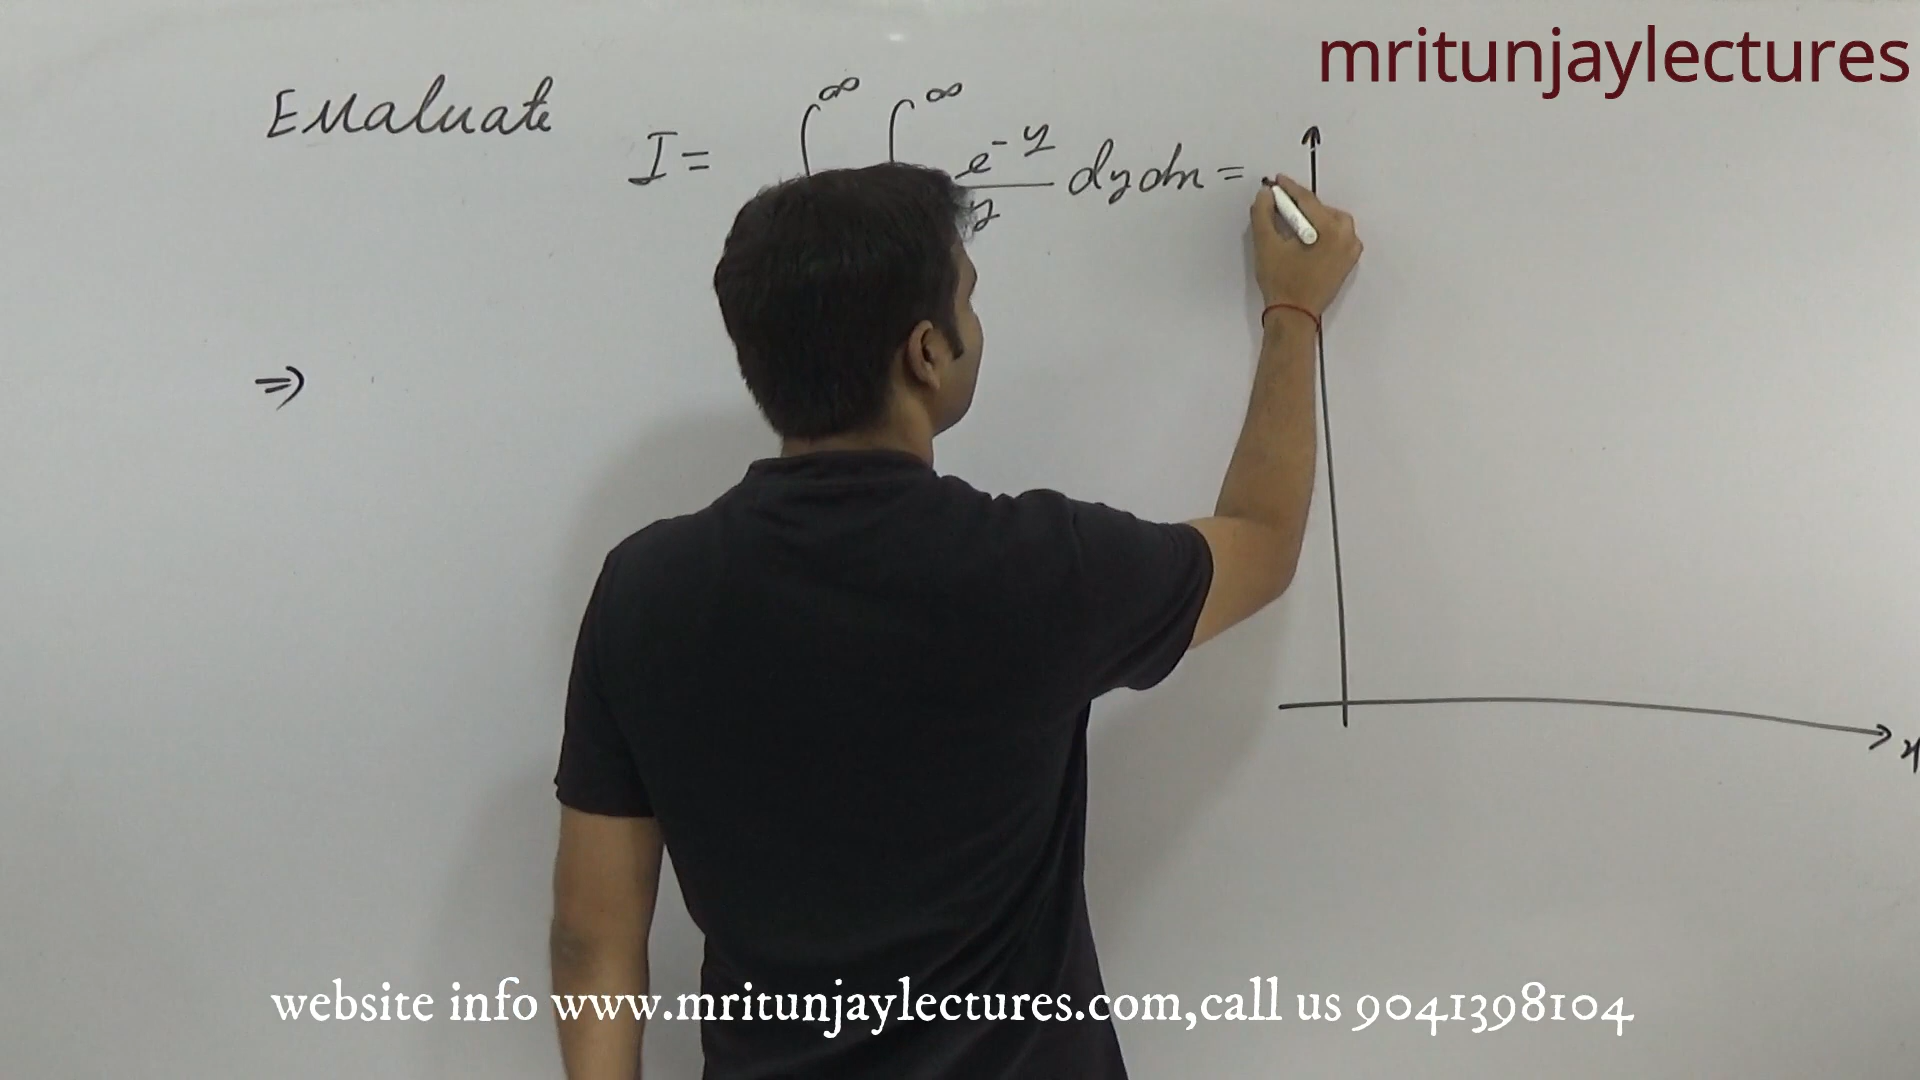 mritunjaylectures
Evaluate I = ∫^∞ ∫^∞ e^-y / y dy dx =
⇒
x
website info www.mritunjaylectures.com,call us 9041398104